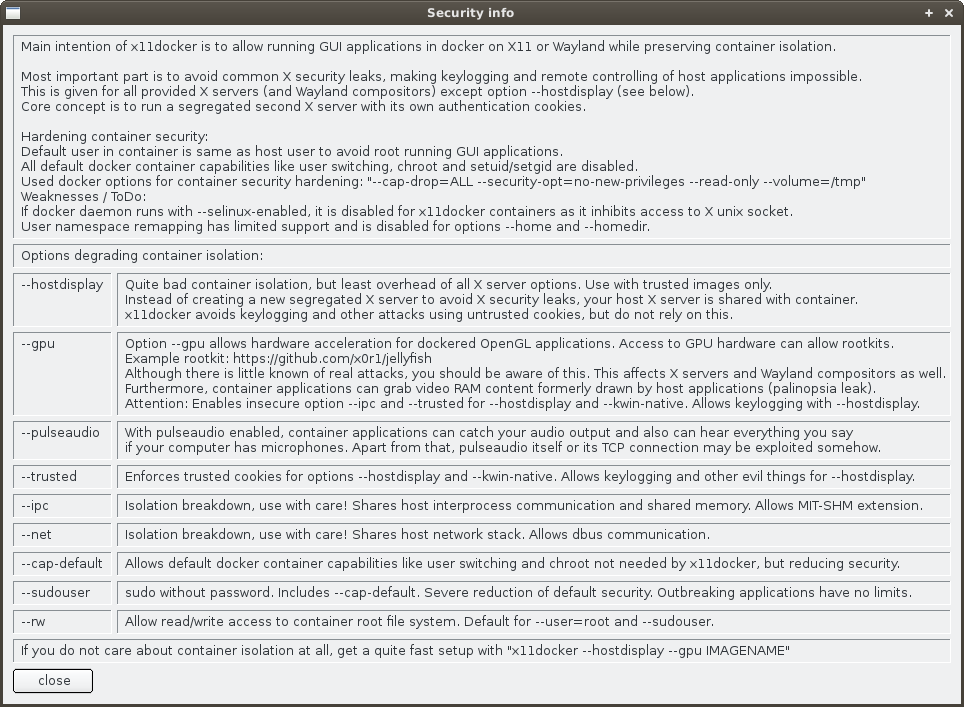 Security info
Main intention of x11docker is to allow running GUI applications in docker on X11 or Wayland while preserving container isolation.
Most important part is to avoid common X security leaks, making keylogging and remote controlling of host applications impossible.
This is given for all provided X servers (and Wayland compositors) except option --hostdisplay (see below).
Core concept is to run a segregated second X server with its own authentication cookies.
Hardening container security:
Default user in container is same as host user to avoid root running GUI applications.
All default docker container capabilities like user switching, chroot and setuid/setgid are disabled.
Used docker options for container security hardening: "--cap-drop=ALL --security-opt=no-new-privileges --read-only --volume=/tmp"
Weaknesses / ToDo:
If docker daemon runs with --selinux-enabled, it is disabled for x11docker containers as it inhibits access to X unix socket.
User namespace remapping has limited support and is disabled for options --home and --homedir.
Options degrading container isolation:
--hostdisplay
Quite bad container isolation, but least overhead of all X server options. Use with trusted images only.
Instead of creating a new segregated X server to avoid X security leaks, your host X server is shared with container.
x11docker avoids keylogging and other attacks using untrusted cookies, but do not rely on this.
--gpu
Option --gpu allows hardware acceleration for dockered OpenGL applications. Access to GPU hardware can allow rootkits.
Example rootkit: https://github.com/x0r1/jellyfish
Although there is little known of real attacks, you should be aware of this. This affects X servers and Wayland compositors as well.
Furthermore, container applications can grab video RAM content formerly drawn by host applications (palinopsia leak).
Attention: Enables insecure option --ipc and --trusted for --hostdisplay and --kwin-native. Allows keylogging with --hostdisplay.
--pulseaudio
With pulseaudio enabled, container applications can catch your audio output and also can hear everything you say
if your computer has microphones. Apart from that, pulseaudio itself or its TCP connection may be exploited somehow.
--trusted
Enforces trusted cookies for options --hostdisplay and --kwin-native. Allows keylogging and other evil things for --hostdisplay.
--ipc
Isolation breakdown, use with care! Shares host interprocess communication and shared memory. Allows MIT-SHM extension.
--net
Isolation breakdown, use with care! Shares host network stack. Allows dbus communication.
--cap-default
Allows default docker container capabilities like user switching and chroot not needed by x11docker, but reducing security.
--sudouser
sudo without password. Includes --cap-default. Severe reduction of default security. Outbreaking applications have no limits.
--rw
Allow read/write access to container root file system. Default for --user=root and --sudouser.
If you do not care about container isolation at all, get a quite fast setup with "x11docker --hostdisplay --gpu IMAGENAME"
close